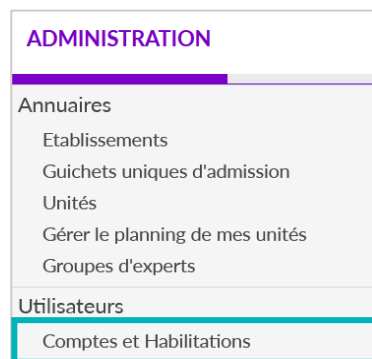 ADMINISTRATION
Annuaires
Etablissements
Guichets uniques d'admission
Unités
Gérer le planning de mes unités
Groupes d'experts
Utilisateurs
Comptes et Habilitations